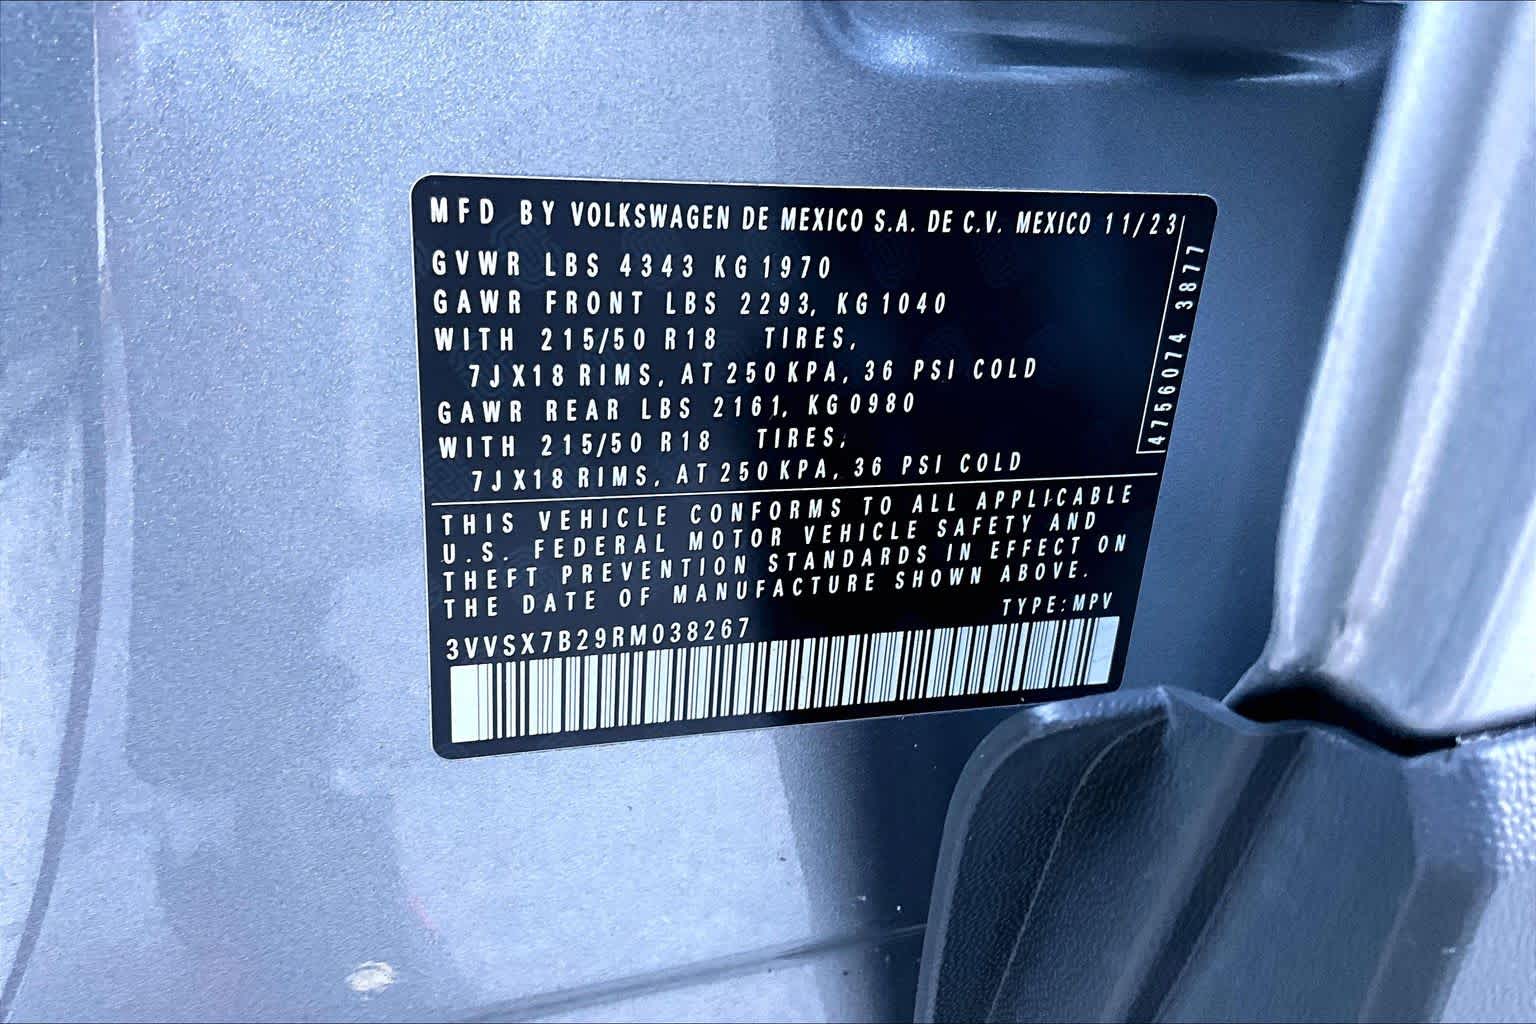 MFD BY VOLKSWAGEN DE MEXICO S.A. DE C.V. MEXICO 11/23
GVWR LBS 4343 KG 1970
GAWR FRONT LBS 2293, KG 1040
WITH 215/50 R18 TIRES,
7JX18 RIMS, AT 250 KPA, 36 PSI COLD
GAWR REAR LBS 2161, KG 0980
WITH 215/50 R18 TIRES,
7JX18 RIMS, AT 250 KPA, 36 PSI COLD
4756074 3877
THIS VEHICLE CONFORMS TO ALL APPLICABLE
U.S. FEDERAL MOTOR VEHICLE SAFETY AND
THEFT PREVENTION STANDARDS IN EFFECT ON
THE DATE OF MANUFACTURE SHOWN ABOVE.
TYPE:MPV
3VVSX7B29RM038267